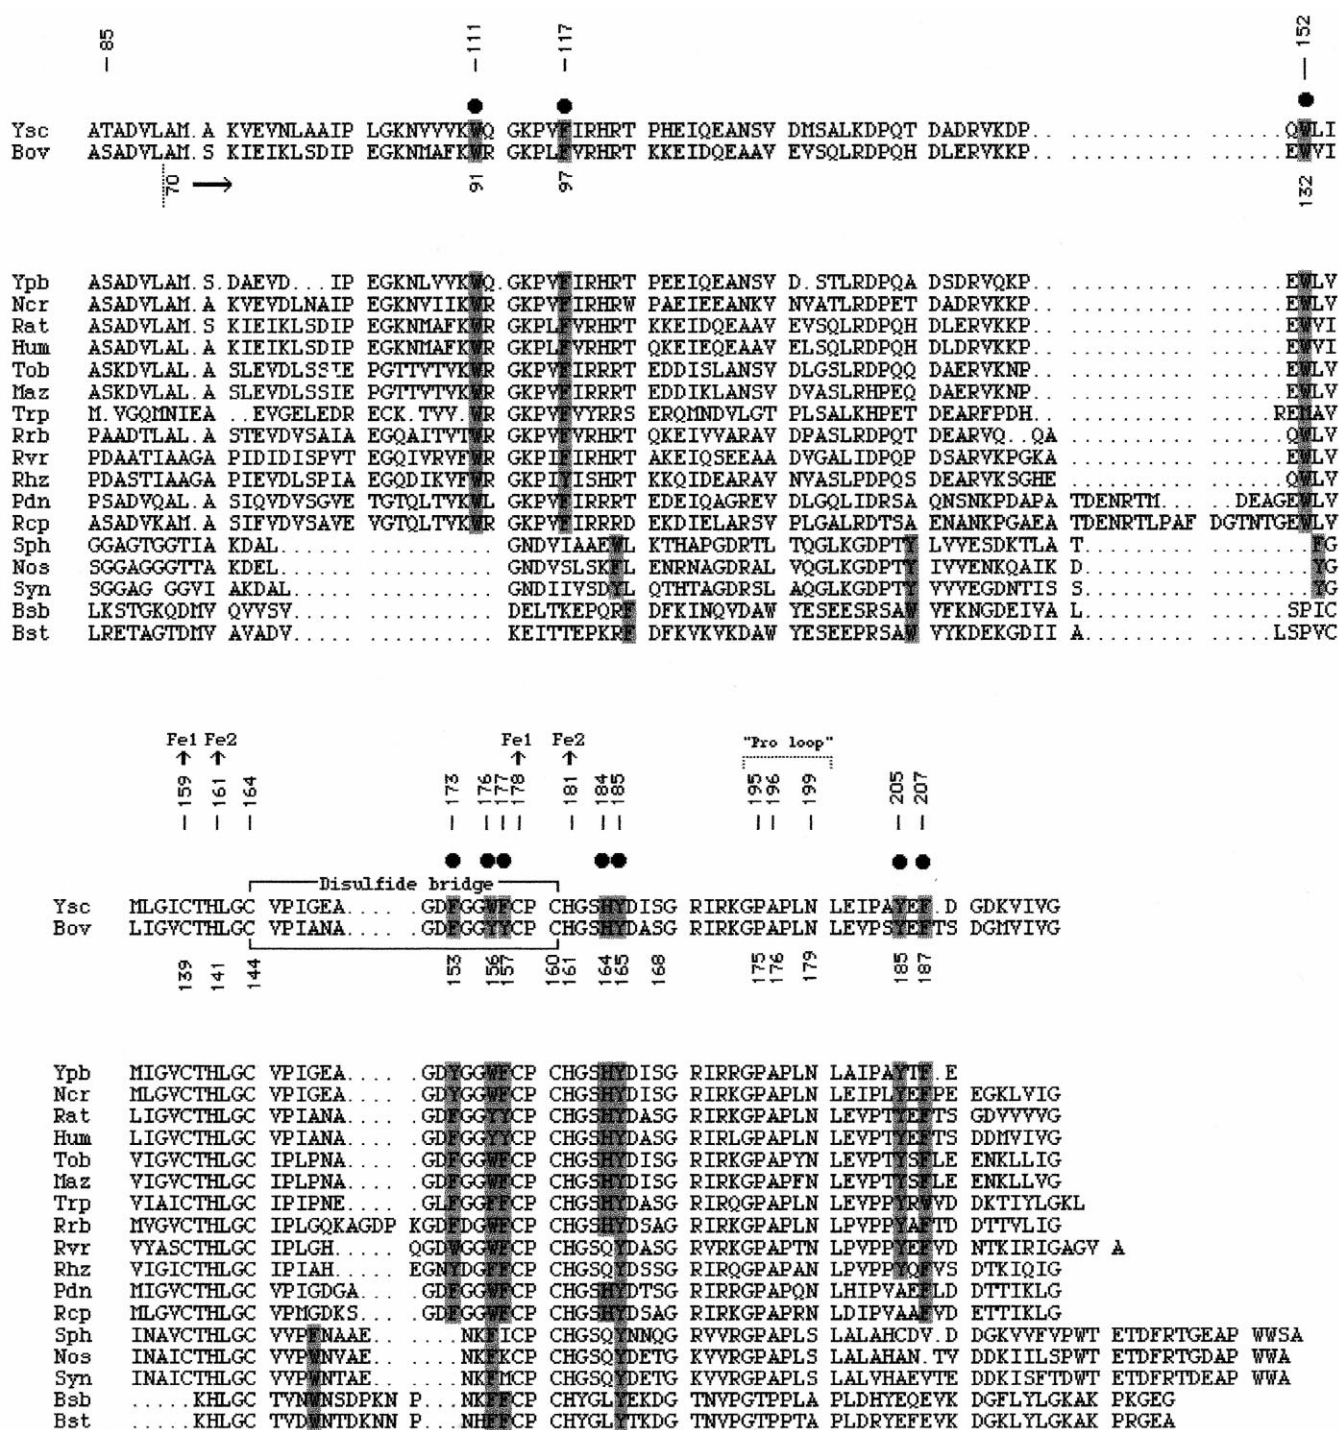 85 111 117 152
Ysc ATADVLAM.A KVEVNLAAIP LGKNVVVKWQ GKPVFIRHRT PHEIQEANSV DMSALKDPQT DADRVKDP.. .......... ......QWLI
Bov ASADVLAM.S KIEIKLSDIP EGKNMAFKWR GKPLFVRHRT KKEIDQEAAV EVSQLRDPQH DLERVKKP.. .......... ......EWVI
70 → 91 97 132
Ypb ASADVLAM.S.DAEVD...IP EGKNLVVKWQ.GKPVFIRHRT PEEIQEANSV D.STLRDPQA DSDRVQKP.. .......... ......EWLV
Ncr ASADVLAM.A KVEVDLNAIP EGKNVIIKWR GKPVFIRHRW PAEIEEANKV NVATLRDPET DADRVKKP.. .......... ......EWLV
Rat ASADVLAM.S KIEIKLSDIP EGKNMAFKWR GKPLFVRHRT KKEIDQEAAV EVSQLRDPQH DLERVKKP.. .......... ......EWVI
Hum ASADVLAL.A KIEIKLSDIP EGKNMAFKWR GKPLFVRHRT QKEIEQEAAV ELSQLRDPQH DLDRVKKP.. .......... ......EWVI
Tob ASKDVLAL.A SLEVDLSSIEP GTTVTVKWR GKPVFIRRRT EDDISLANSV DLGSLRDPQQ DAERVKNP.. .......... ......EWLV
Maz ASKDVLAL.A SLEVDLSSIEP GTTVTVKWR GKPVFIRRRT EDDIKLANSV DVASLRHPEQ DAERVKNP.. .......... ......EWLV
Trp M.VGQMNIEA ..EVGELEDR ECK.TVV.WR GKPVFVYRRS ERQMNDVLGT PLSALKHPET DEARFPDH.. .......... .....REMAV
Rrb PAADTLAL.A STEVDVSAIA EGQAITVTWR GKPVFVRHRT QKEIVVARAV DPASLRDPQT DEARVQ..QA .......... ......QWLV
Rvr PDAATIAAGA PIDIDISPVT EGQIVRVFWR GKPIFIRHRT AKEIQSEEAA DVGALIDPQP DSARVKPGKA .......... ......QWLV
Rhz PDASTIAAGA PIEVDLSPIA EGQDIKVFWR GKPIYISHRT KKQIDEARAV NVASLPDPQS DEARVKSGHE .......... ......QWLV
Pdn PSADVQAL.A SIQVDVSGVE TGTQLTVKWL GKPVFIRRRT EDEIQAGREV DLGQLIDRSA QNSNKPDAPA TDENRTM... DEAGEWLV
Rcp ASADVKAM.A SIFVDVSAVE VGTQLTVKWR GKPVFIRRRD EKDIELARSV PLGALRDTSA ENANKPGAEA TDENRTLPAF DGTNTGEWLV
Sph GGAGTGGTIA KDAL...... .......... GNDVIAAEWL KTHAPGDRTL TQGLKGDPTY LVVESDKTLA T......... .......FG
Nos SGGAGGGTTA KDEL...... .......... GNDVSLSKFL ENRNAGDRAL VQGLKGDPTY IVVENKQAIK D......... .......YG
Syn SGGAG GGVI AKDAL...... .......... GNDIIVSDYL QTHTAGDRSL AQGLKGDPTY VVVEGDNTIS S......... .......YG
Bsb LKSTGKQDMV QVVSV..... .......... DELTKEPQRF DFKINQVDAW YESEESRSAW VFKNGDEIVA L......... .....SPIC
Bst LRETAGTDMV AVADV..... .......... KEITTEPKRF DFKVKVKDAW YESEEPRSAW VYKDEKGDII A......... ....LSPVC
Fe1 Fe2 Fe1 Fe2 "Pro loop"
159 161 164 173 176 177 178 181 184 185 195 196 199 205 207
Disulfide bridge
Ysc MLGICTHLGC VPIGEA.... .GDFGGWFCP CHGSHYDISG RIRKGPAPLN LEIPAYEF.D GDKVIVG
Bov LIGVCTHLGC VPIANA.... .GDFGGYYCP CHGSHYDASG RIRKGPAPLN LEVPSYEFTS DGMVIVG
139 141 144 153 156 157 160 161 164 165 168 175 176 179 185 187
Ypb MIGVCTHLGC VPIGEA.... .GDYGGWFCP CHGSHYDISG RIRRGPAPLN LAIPAYTF.E
Ncr MLGVCTHLGC VPIGEA.... .GDYGGWFCP CHGSHYDISG RIRKGPAPLN LEIPLYEFPE EGKLVIG
Rat LIGVCTHLGC VPIANA.... .GDFGGYYCP CHGSHYDASG RIRKGPAPLN LEVPTYEFTS GDVVVVG
Hum LIGVCTHLGC VPIANA.... .GDFGGYYCP CHGSHYDASG RIRLGPAPLN LEVPTYEFTS DDMVIVG
Tob VIGVCTHLGC IPLPNA.... .GDFGGWFCP CHGSHYDISG RIRKGPAPYN LEVPTYSFLE ENKLLIG
Maz VIGVCTHLGC IPLPNA.... .GDFGGWFCP CHGSHYDISG RIRKGPAPFN LEVPTYSFLE ENKLLVG
Trp VIAICTHLGC IPIPNE.... .GLFGGFFCP CHGSHYDASG RIRQGPAPLN LEVPPYRWVD DKTIYLGKL
Rrb MVGVCTHLGC IPLGQKAGDP KGDFDGWFCP CHGSHYDSAG RIRKGPAPLN LPVPPYAFTD DTTVLIG
Rvr VYASCTHLGC IPLGH..... QGDWGGWFCP CHGSQYDASG RVRKGPAPTN LPVPPYEFVD NTKIRIGAGV A
Rhz VIGICTHLGC IPIAH..... EGNYDGFFCP CHGSQYDSSG RIRQGPAPAN LPVPPYQFVS DTKIQIG
Pdn MIGVCTHLGC VPIGDGA... .GDFGGWFCP CHGSHYDTSG RIRRGPAPQN LHIPVAEFLD DTTIKLG
Rcp MLGVCTHLGC VPMGDKS... .GDFGGWFCP CHGSHYDSAG RIRKGPAPRN LDIPVAAFVD ETTIKLG
Sph INAVCTHLGC VVPFNAAE.. ...NKFICP CHGSQYNNQG RVVRGPAPLS LALAHCDV.D DGKVVFVPWT ETDFRTGEAP WWSA
Nos INAICTHLGC VVPWNVAE.. ...NKFKCP CHGSQYDETG KVVRGPAPLS LALAHAN.TV DDKIILSPWT ETDFRTGDAP WWA
Syn INAICTHLGC VVPWNTAE.. ...NKFMCP CHGSQYDETG KVVRGPAPLS LALVHAEVTE DDKISFTDWT ETDFRTDEAP WWA
Bsb .....KHLGC TVNWNSDPKN P...NKFFCP CHYGLYEKDG TNVPGTPPLA PLDHYEQEVK DGFLYLGKAK PKGEG
Bst .....KHLGC TVDWNTDKNN P...NHFFCP CHYGLYTKDG TNVPGTPPTA PLDRYEFEVK DGKLYLGKAK PRGEA